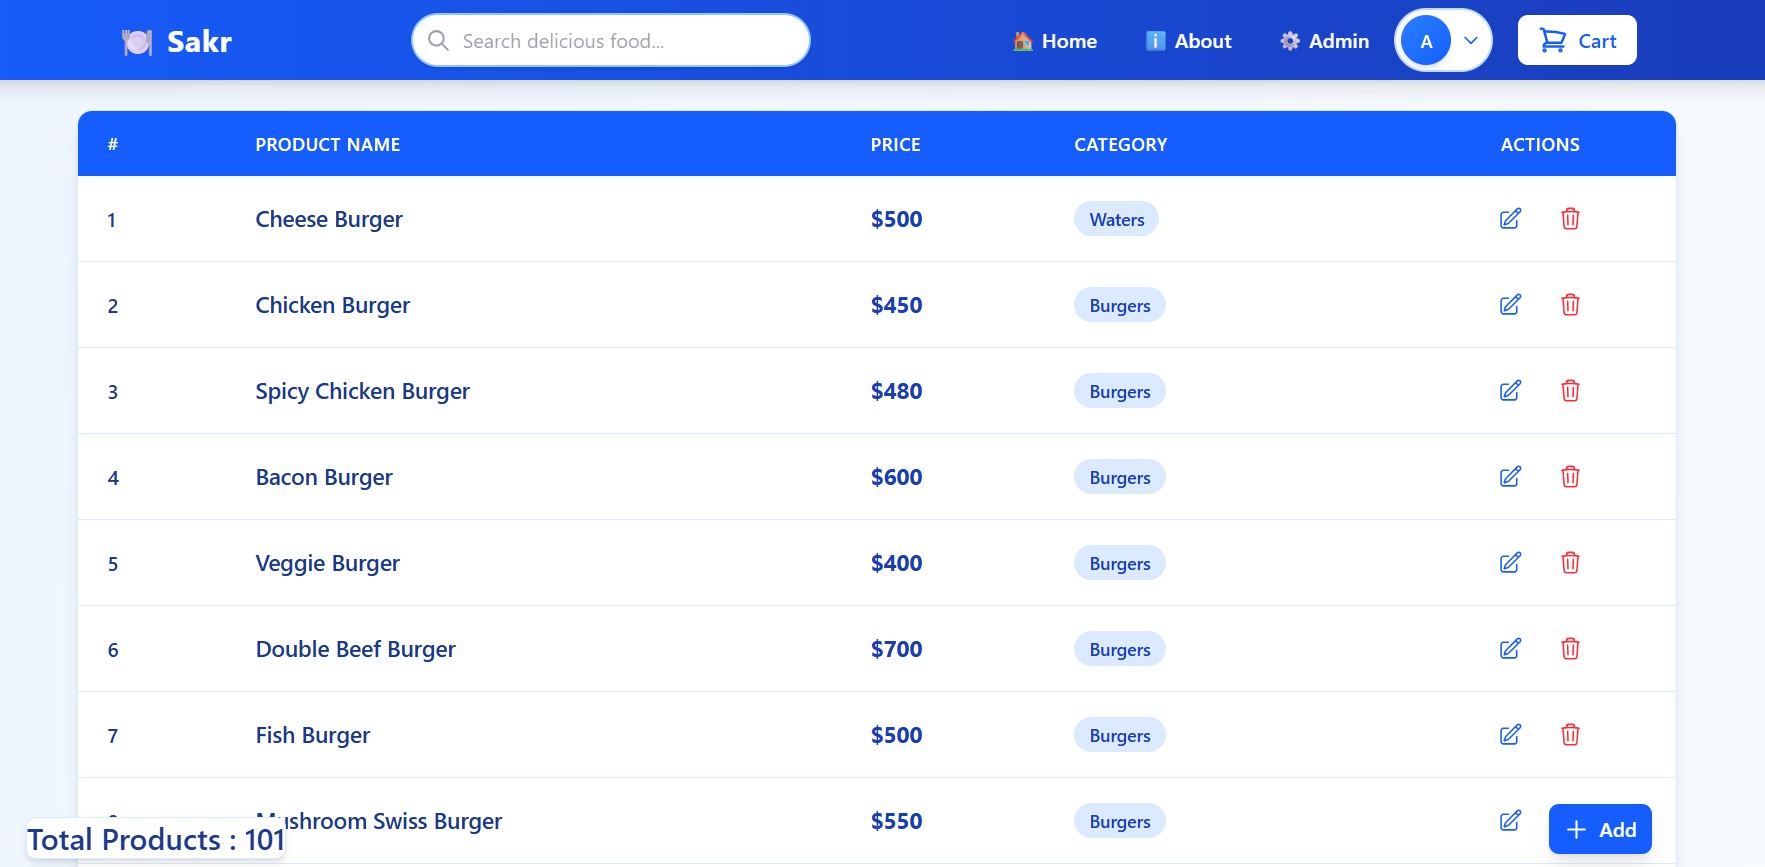 Sakr
Search delicious food...
Home
About
Admin
A
Cart
# PRODUCT NAME PRICE CATEGORY ACTIONS
1 Cheese Burger $500 Waters
2 Chicken Burger $450 Burgers
3 Spicy Chicken Burger $480 Burgers
4 Bacon Burger $600 Burgers
5 Veggie Burger $400 Burgers
6 Double Beef Burger $700 Burgers
7 Fish Burger $500 Burgers
Mushroom Swiss Burger $550 Burgers
Total Products : 101
Add